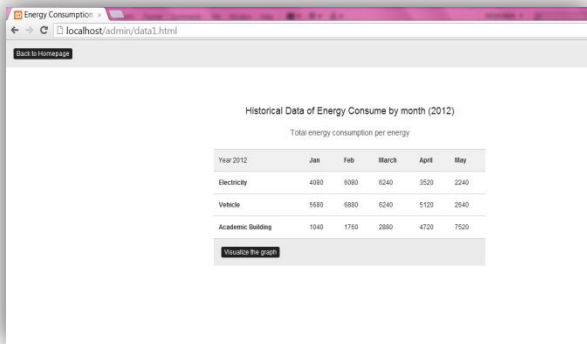 Energy Consumption
localhost/admin/data1.html
Back to Homepage
Historical Data of Energy Consume by month (2012)
Total energy consumption per energy
Year 2012 Jan Feb March April May
Electricity 4080 6080 6240 3520 2240
Vehicle 5680 6880 6240 5120 2640
Academic Building 1040 1760 2880 4720 7520
Visualize the graph